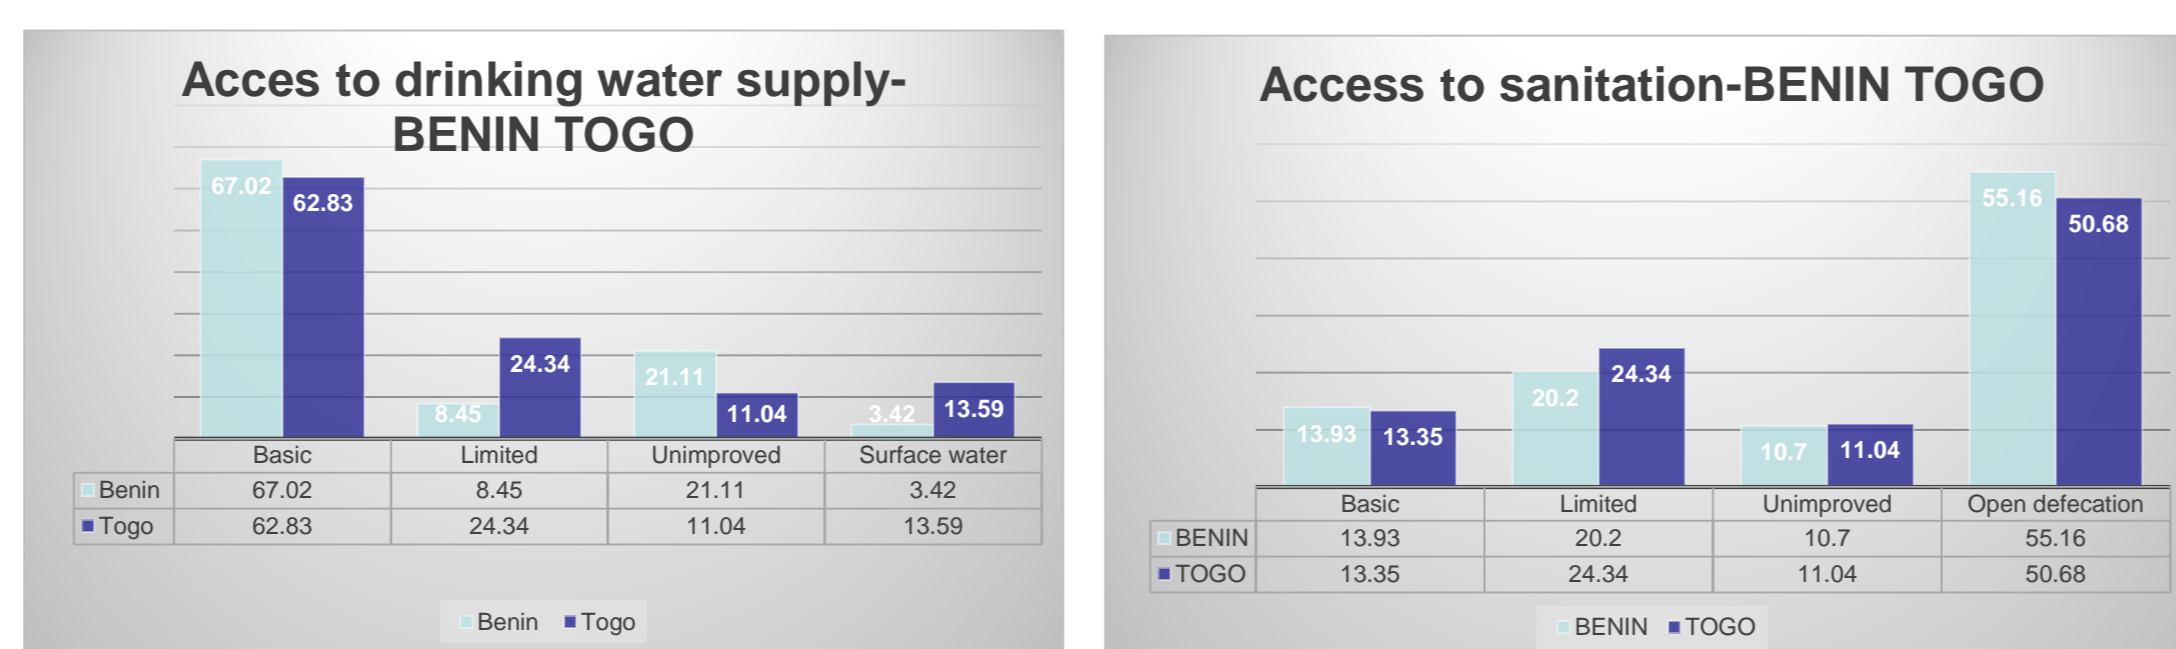 Acces to drinking water supply-
BENIN TOGO
67.02
62.83
8.45
24.34
21.11
11.04
3.42
13.59
Basic Limited Unimproved Surface water
Benin 67.02 8.45 21.11 3.42
Togo 62.83 24.34 11.04 13.59
Benin Togo
Access to sanitation-BENIN TOGO
13.93
13.35
20.2
24.34
10.7
11.04
55.16
50.68
Basic Limited Unimproved Open defecation
BENIN 13.93 20.2 10.7 55.16
TOGO 13.35 24.34 11.04 50.68
BENIN TOGO